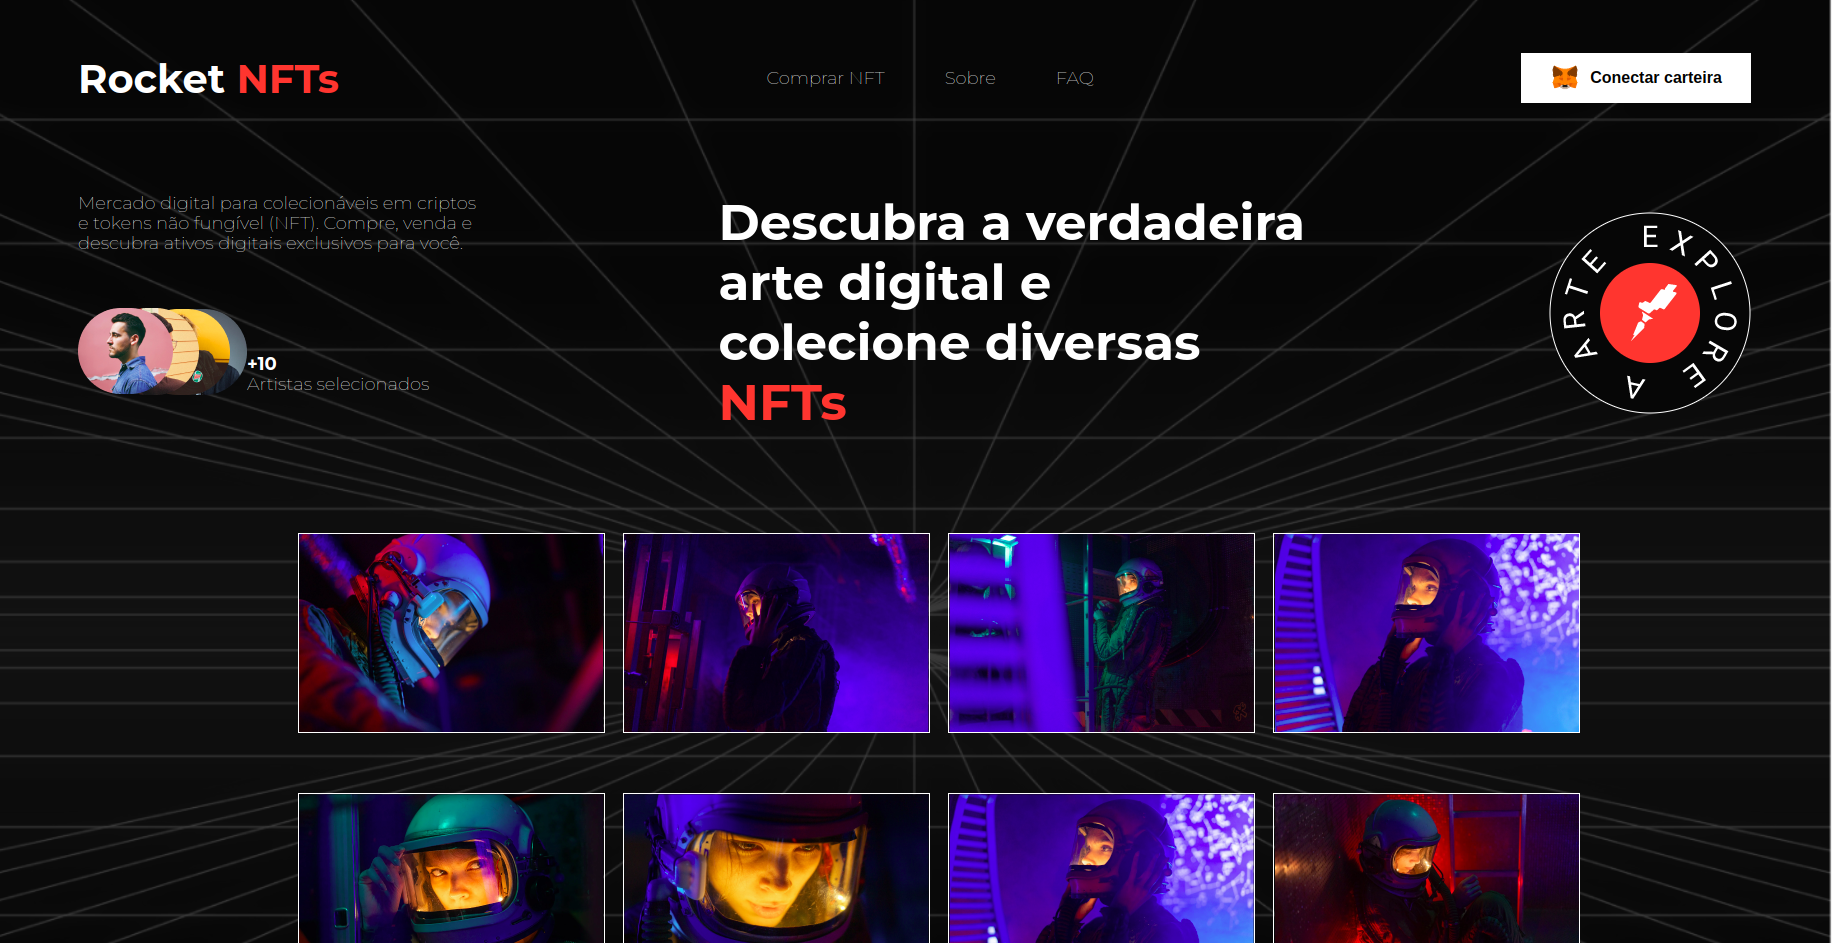 Rocket NFTs
Comprar NFT
Sobre
FAQ
Conectar carteira
Mercado digital para colecionáveis em criptos
e tokens não fungível (NFT). Compre, venda e
descubra ativos digitais exclusivos para você.
+10
Artistas selecionados
Descubra a verdadeira
arte digital e
colecione diversas
NFTs
EXPLORE A ARTE